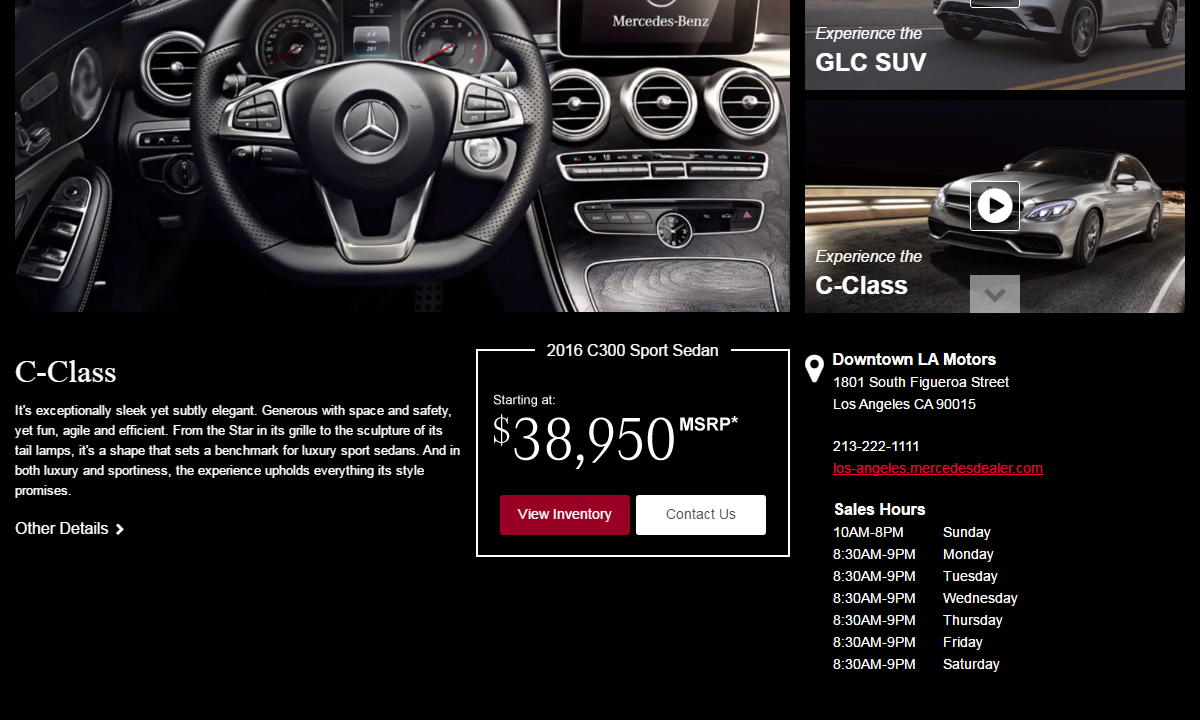 Mercedes-Benz
Experience the
GLC SUV
Experience the
C-Class
C-Class
It's exceptionally sleek yet subtly elegant. Generous with space and safety,
yet fun, agile and efficient. From the Star in its grille to the sculpture of its
tail lamps, it's a shape that sets a benchmark for luxury sport sedans. And in
both luxury and sportiness, the experience upholds everything its style
promises.
Other Details
2016 C300 Sport Sedan
Starting at:
$38,950 MSRP*
View Inventory
Contact Us
Downtown LA Motors
1801 South Figueroa Street
Los Angeles CA 90015
213-222-1111
los-angeles.mercedesdealer.com
Sales Hours
10AM-8PM Sunday
8:30AM-9PM Monday
8:30AM-9PM Tuesday
8:30AM-9PM Wednesday
8:30AM-9PM Thursday
8:30AM-9PM Friday
8:30AM-9PM Saturday